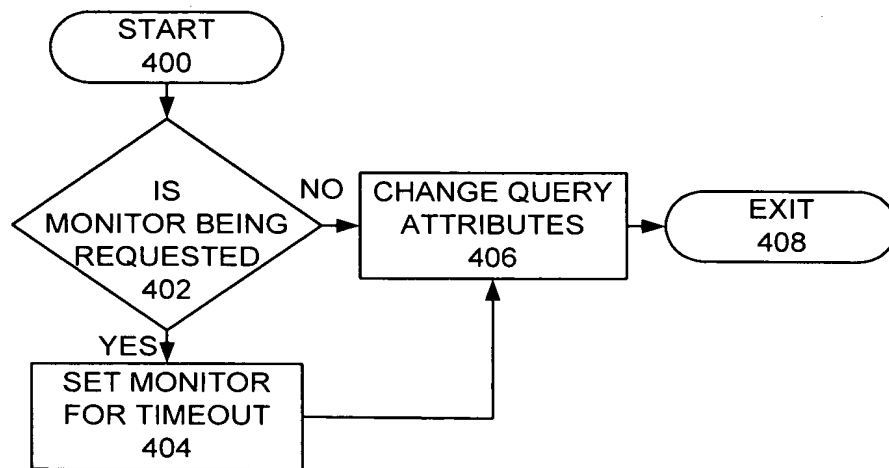 START
400
IS
MONITOR BEING
REQUESTED
402
NO
YES
SET MONITOR
FOR TIMEOUT
404
CHANGE QUERY
ATTRIBUTES
406
EXIT
408